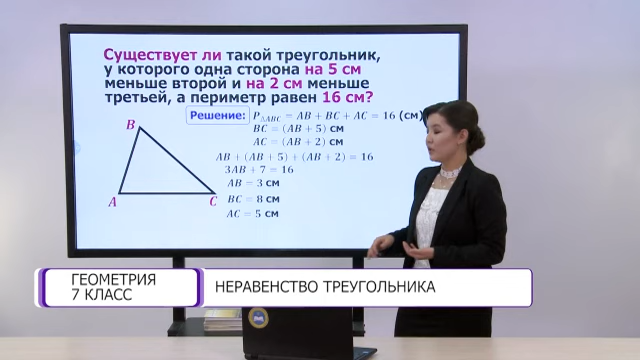 Существует ли такой треугольник,
у которого одна сторона на 5 см
меньше второй и на 2 см меньше
третьей, а периметр равен 16 см?
Решение: P△ABC = AB + BC + AC = 16 (см)
BC = (AB + 5) см
AC = (AB + 2) см
AB + (AB + 5) + (AB + 2) = 16
3AB + 7 = 16
AB = 3 см
BC = 8 см
AC = 5 см
B
A
C
ГЕОМЕТРИЯ
7 КЛАСС
НЕРАВЕНСТВО ТРЕУГОЛЬНИКА